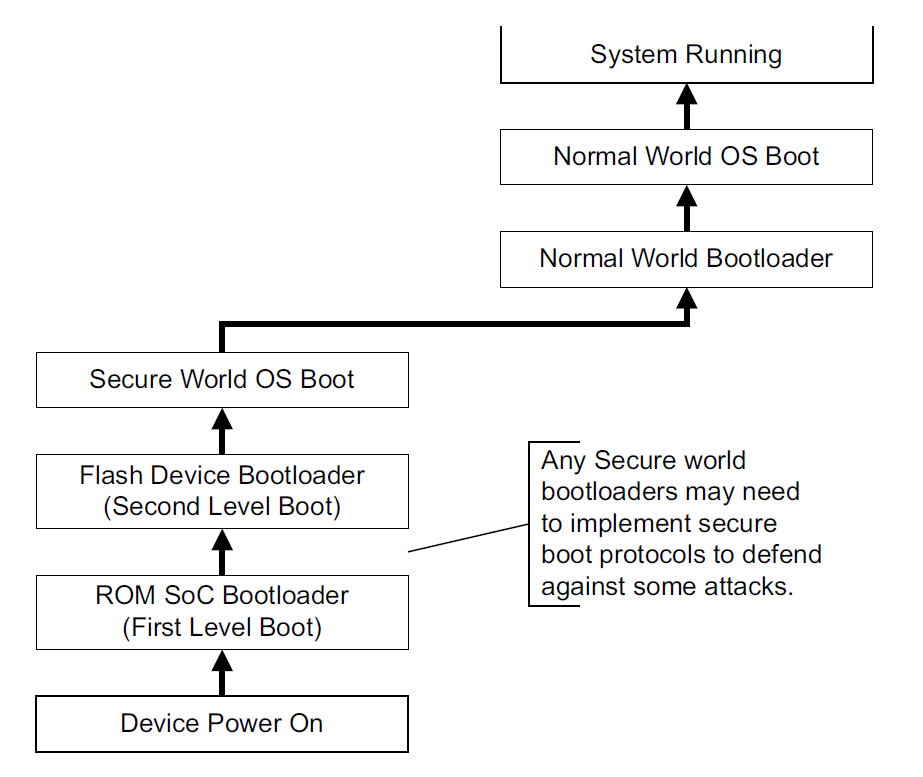 System Running
Normal World OS Boot
Normal World Bootloader
Secure World OS Boot
Flash Device Bootloader
(Second Level Boot)
Any Secure world
bootloaders may need
to implement secure
boot protocols to defend
against some attacks.
ROM SoC Bootloader
(First Level Boot)
Device Power On